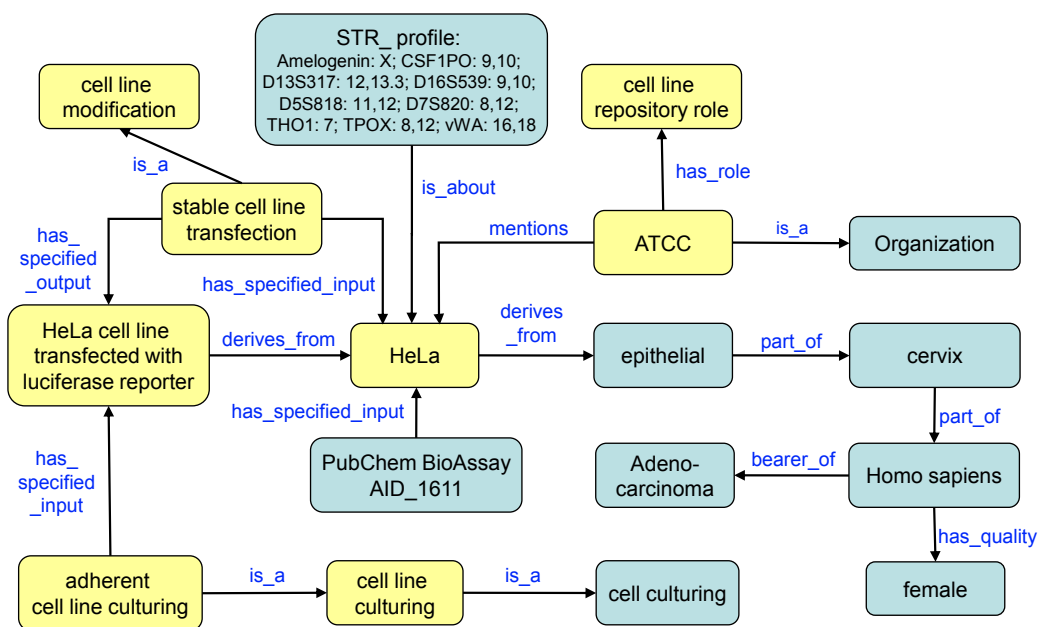 STR_ profile:
Amelogenin: X; CSF1PO: 9,10;
D13S317: 12,13.3; D16S539: 9,10;
D5S818: 11,12; D7S820: 8,12;
THO1: 7; TPOX: 8,12; vWA: 16,18
cell line
modification
cell line
repository role
is_a
is_about
has_role
stable cell line
transfection
mentions
ATCC
is_a
Organization
has_
specified
_output
has_specified_input
HeLa cell line
transfected with
luciferase reporter
derives_from
HeLa
derives
_from
epithelial
part_of
cervix
has_specified_input
part_of
PubChem BioAssay
AID_1611
Adeno-
carcinoma
bearer_of
Homo sapiens
has_
specified
_input
has_quality
adherent
cell line culturing
is_a
cell line
culturing
is_a
cell culturing
female